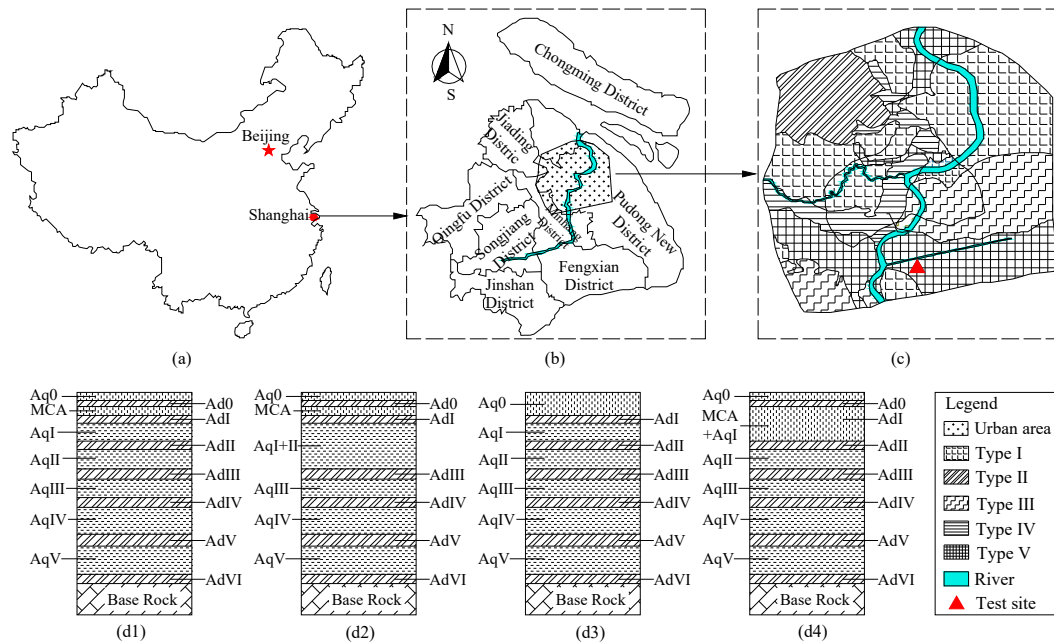 N
S
Beijing
Shanghai
(a)
Chongming District
Jiading
Distric
Qingfu District
Songjiang
District
Minhang
District
Pudong New
District
Fengxian
District
Jinshan
District
(b)
(c)
Aq0
MCA
AqI
AqII
AqIII
AqIV
AqV
Ad0
AdI
AdII
AdIII
AdIV
AdV
AdVI
Base Rock
(d1)
Aq0
MCA
AqI+II
AqIII
AqIV
AqV
Ad0
AdI
AdIII
AdIV
AdV
AdVI
Base Rock
(d2)
Aq0
AqI
AqII
AqIII
AqIV
AqV
AdI
AdII
AdIII
AdIV
AdV
AdVI
Base Rock
(d3)
Aq0
MCA
+AqI
AqII
AqIII
AqIV
AqV
Ad0
AdI
AdII
AdIII
AdIV
AdV
AdVI
Base Rock
(d4)
Legend
Urban area
Type I
Type II
Type III
Type IV
Type V
River
Test site